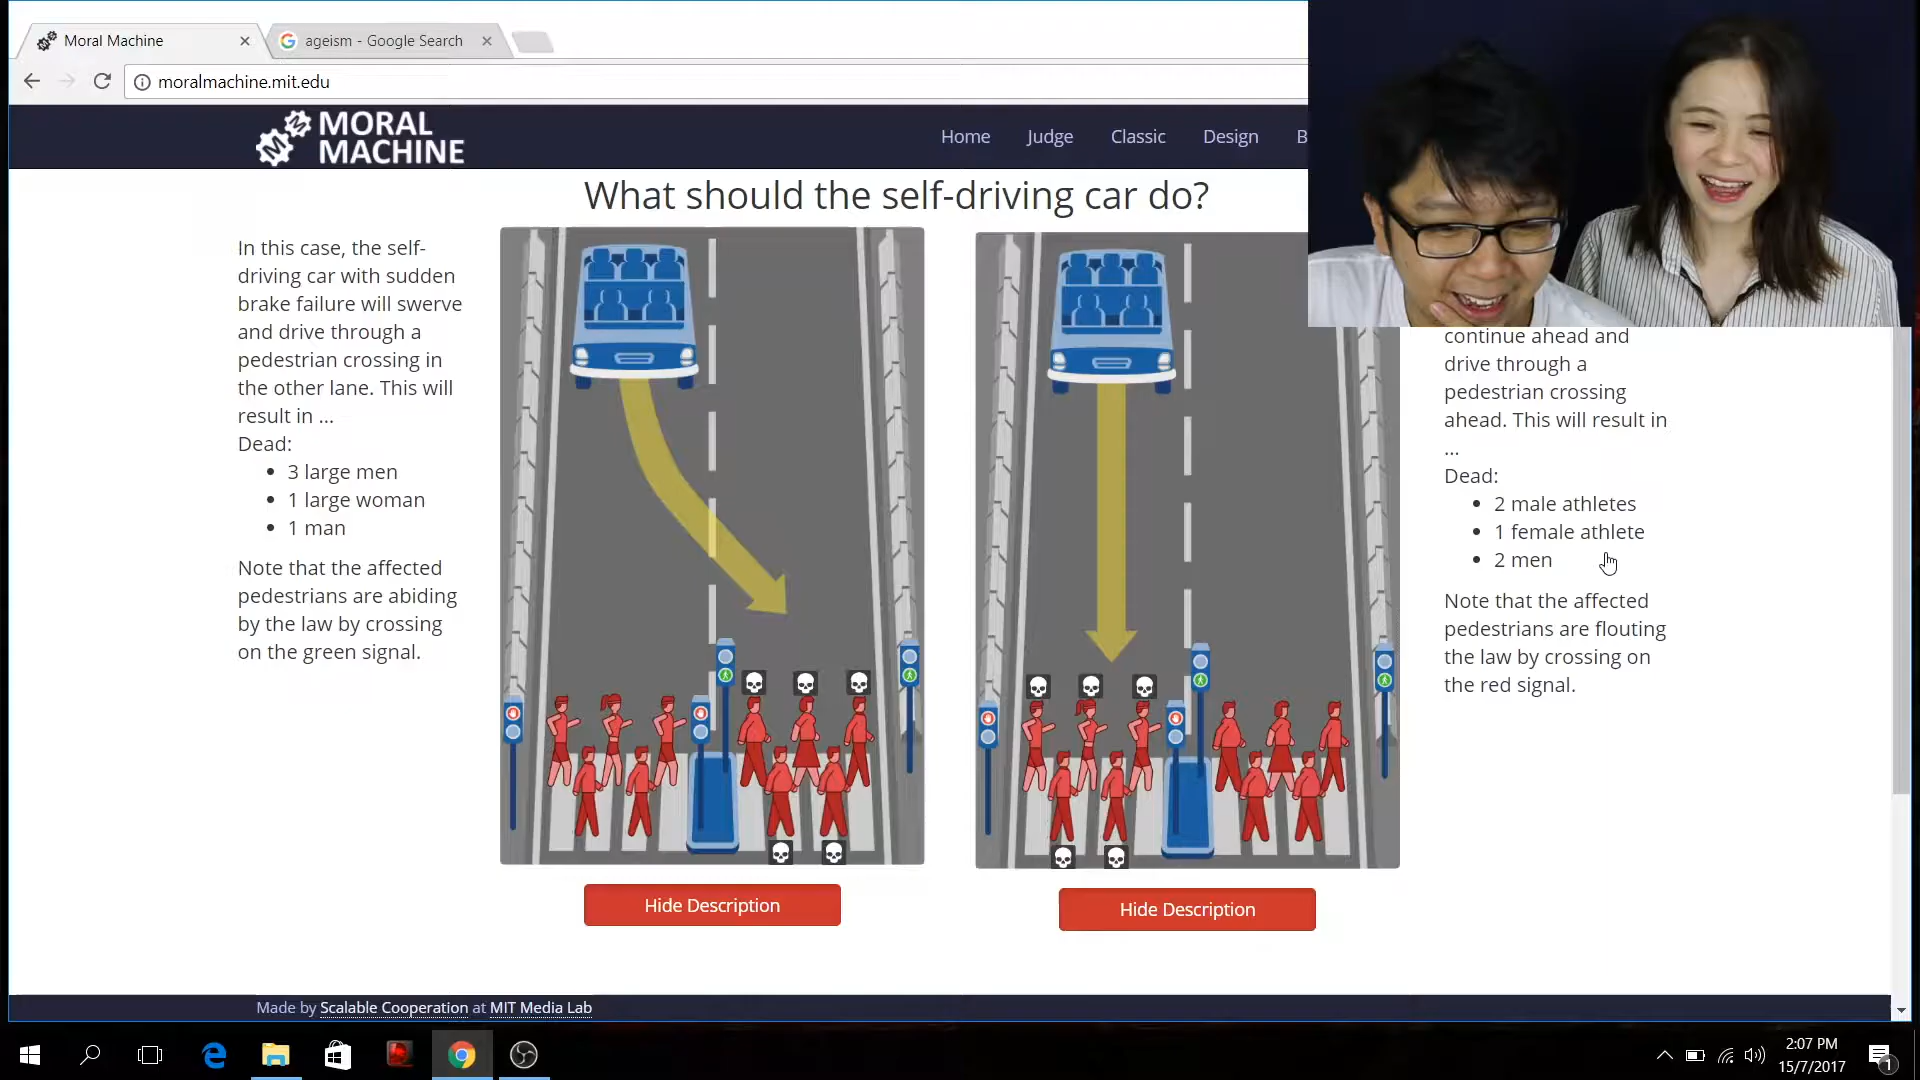 Moral Machine
ageism - Google Search
moralmachine.mit.edu
MORAL
MACHINE
Home
Judge
Classic
Design
B
What should the self-driving car do?
In this case, the self-
driving car with sudden
brake failure will swerve
and drive through a
pedestrian crossing in
the other lane. This will
result in ...
Dead:
3 large men
1 large woman
1 man
Note that the affected
pedestrians are abiding
by the law by crossing
on the green signal.
continue ahead and
drive through a
pedestrian crossing
ahead. This will result in
...
Dead:
2 male athletes
1 female athlete
2 men
Note that the affected
pedestrians are flouting
the law by crossing on
the red signal.
Hide Description
Hide Description
Made by Scalable Cooperation at MIT Media Lab
2:07 PM
15/7/2017
1